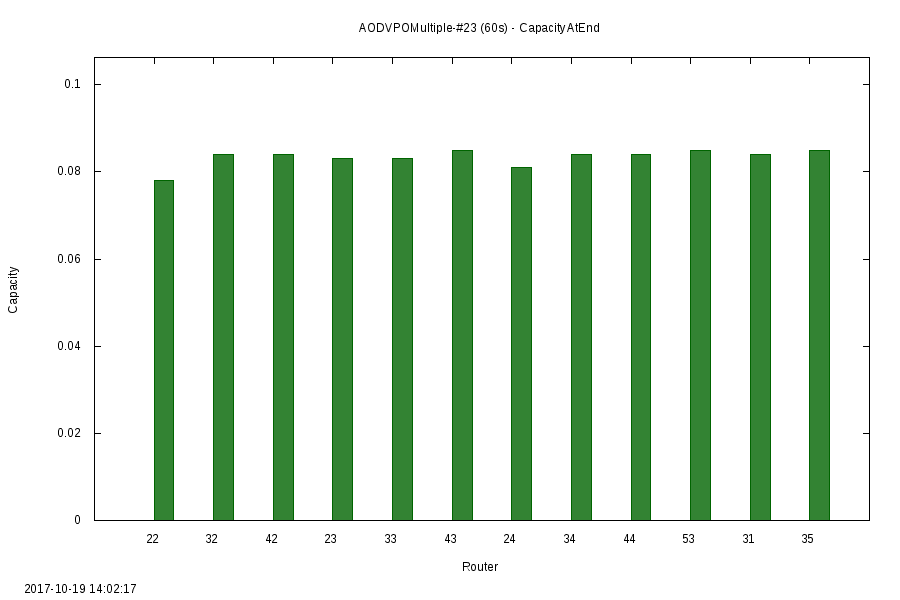 AODVPOMultiple-#23 (60s) - CapacityAtEnd
0.1
0.08
0.06
0.04
0.02
0
Capacity
22 32 42 23 33 43 24 34 44 53 31 35
Router
2017-10-19 14:02:17